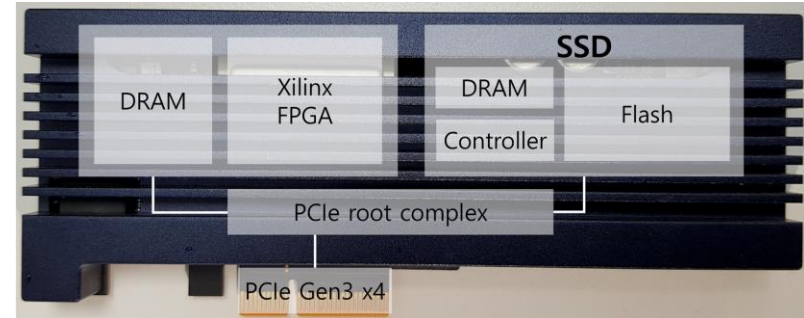 SSD
DRAM
Xilinx
FPGA
DRAM
Controller
Flash
PCIe root complex
PCIe Gen3 x4